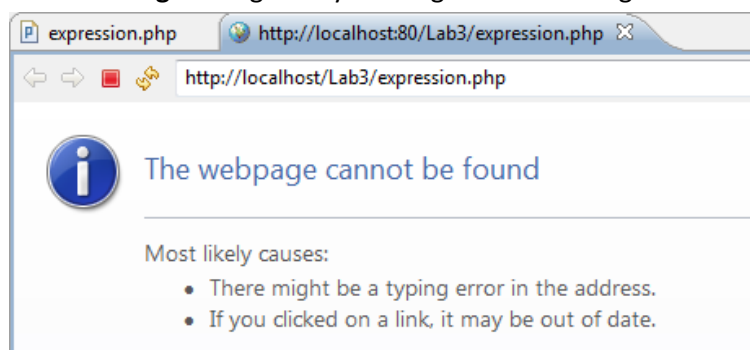 expression.php http://localhost:80/Lab3/expression.php
http://localhost/Lab3/expression.php
The webpage cannot be found
Most likely causes:
• There might be a typing error in the address.
• If you clicked on a link, it may be out of date.